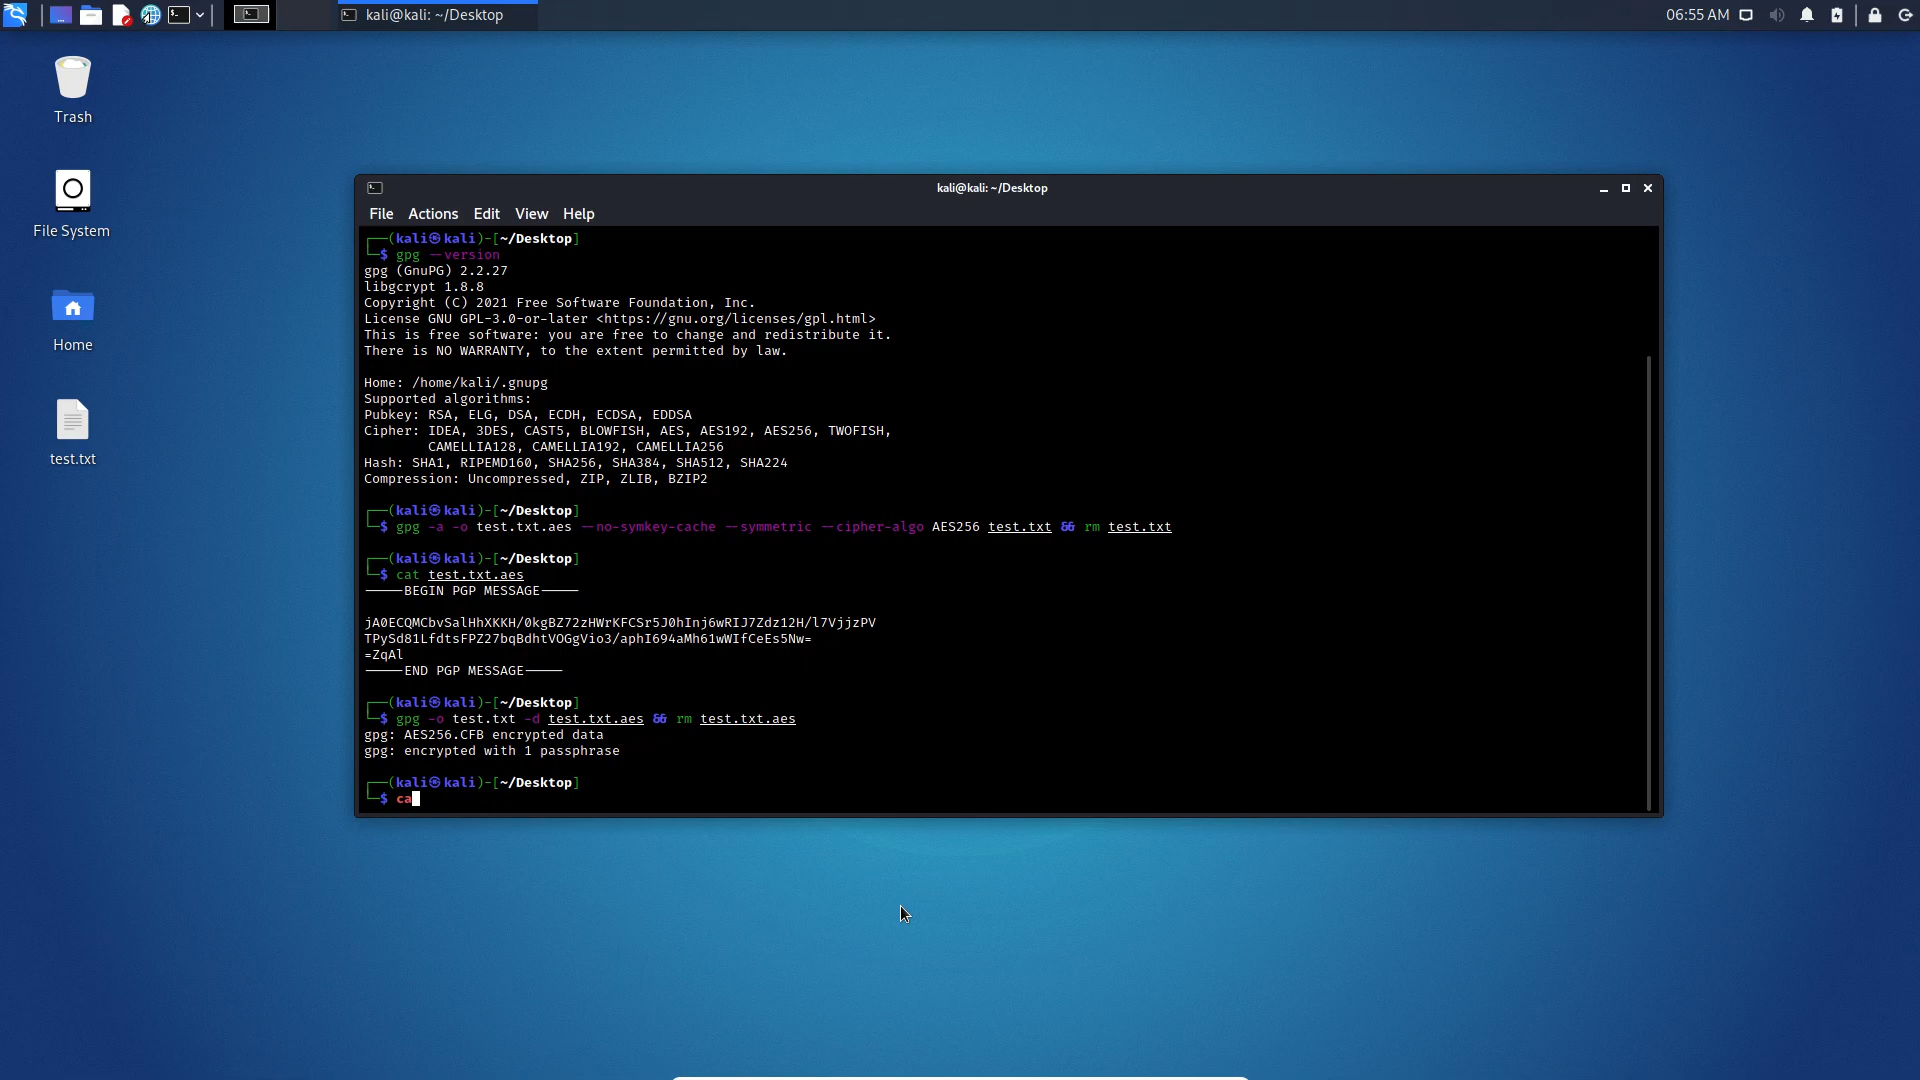 kali@kali: ~/Desktop
06:55 AM
Trash
File System
Home
test.txt
kali@kali: ~/Desktop
File Actions Edit View Help
┌──(kali㉿kali)-[~/Desktop]
└─$ gpg --version
gpg (GnuPG) 2.2.27
libgcrypt 1.8.8
Copyright (C) 2021 Free Software Foundation, Inc.
License GNU GPL-3.0-or-later <https://gnu.org/licenses/gpl.html>
This is free software: you are free to change and redistribute it.
There is NO WARRANTY, to the extent permitted by law.
Home: /home/kali/.gnupg
Supported algorithms:
Pubkey: RSA, ELG, DSA, ECDH, ECDSA, EDDSA
Cipher: IDEA, 3DES, CAST5, BLOWFISH, AES, AES192, AES256, TWOFISH,
CAMELLIA128, CAMELLIA192, CAMELLIA256
Hash: SHA1, RIPEMD160, SHA256, SHA384, SHA512, SHA224
Compression: Uncompressed, ZIP, ZLIB, BZIP2
┌──(kali㉿kali)-[~/Desktop]
└─$ gpg -a -o test.txt.aes --no-symkey-cache --symmetric --cipher-algo AES256 test.txt && rm test.txt
┌──(kali㉿kali)-[~/Desktop]
└─$ cat test.txt.aes
-----BEGIN PGP MESSAGE-----
jA0ECQMCbvSalHhXKKH/0kgBZ72zHWrKFCSr5J0hInj6wRIJ7Zdz12H/l7VjjzPV
TPySd81LfdtsFPZ27bqBdhtVOGgVio3/aphI694aMh61wWIfCeEs5Nw=
=ZqAl
-----END PGP MESSAGE-----
┌──(kali㉿kali)-[~/Desktop]
└─$ gpg -o test.txt -d test.txt.aes && rm test.txt.aes
gpg: AES256.CFB encrypted data
gpg: encrypted with 1 passphrase
┌──(kali㉿kali)-[~/Desktop]
└─$ ca